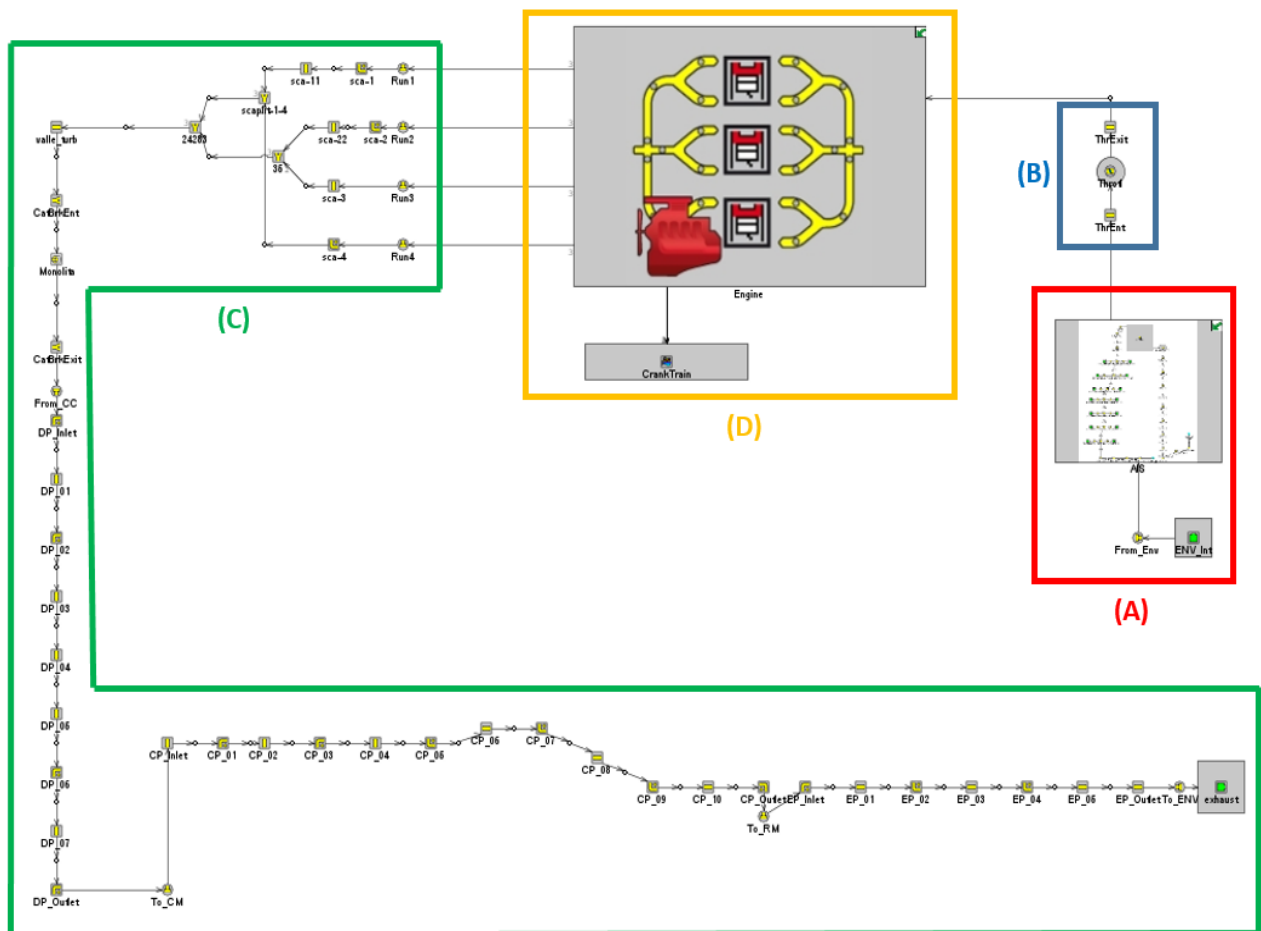 sca-11 sca-1 Run1
scaplit-1-4
24203 sca-22 sca-2 Run2
36
valle_turb
sca-3 Run3
CatBrkEnt
sca-4 Run4
Monolita
(C)
CatBrkExit
From_CC
DP_Inlet
DP_01
DP_02
DP_03
DP_04
DP_05
DP_06
DP_07
DP_Outlet To_CM
Engine
CrankTrain
(D)
ThrExit
(B)
Throtl
ThrEnt
AIS
From_Env ENV_Int
(A)
CP_Inlet CP_01 CP_02 CP_03 CP_04 CP_05 CP_06 CP_07
CP_08
CP_09 CP_10 CP_Outlet EP_Inlet EP_01 EP_02 EP_03 EP_04 EP_05 EP_Outlet To_ENV exhaust
To_RM